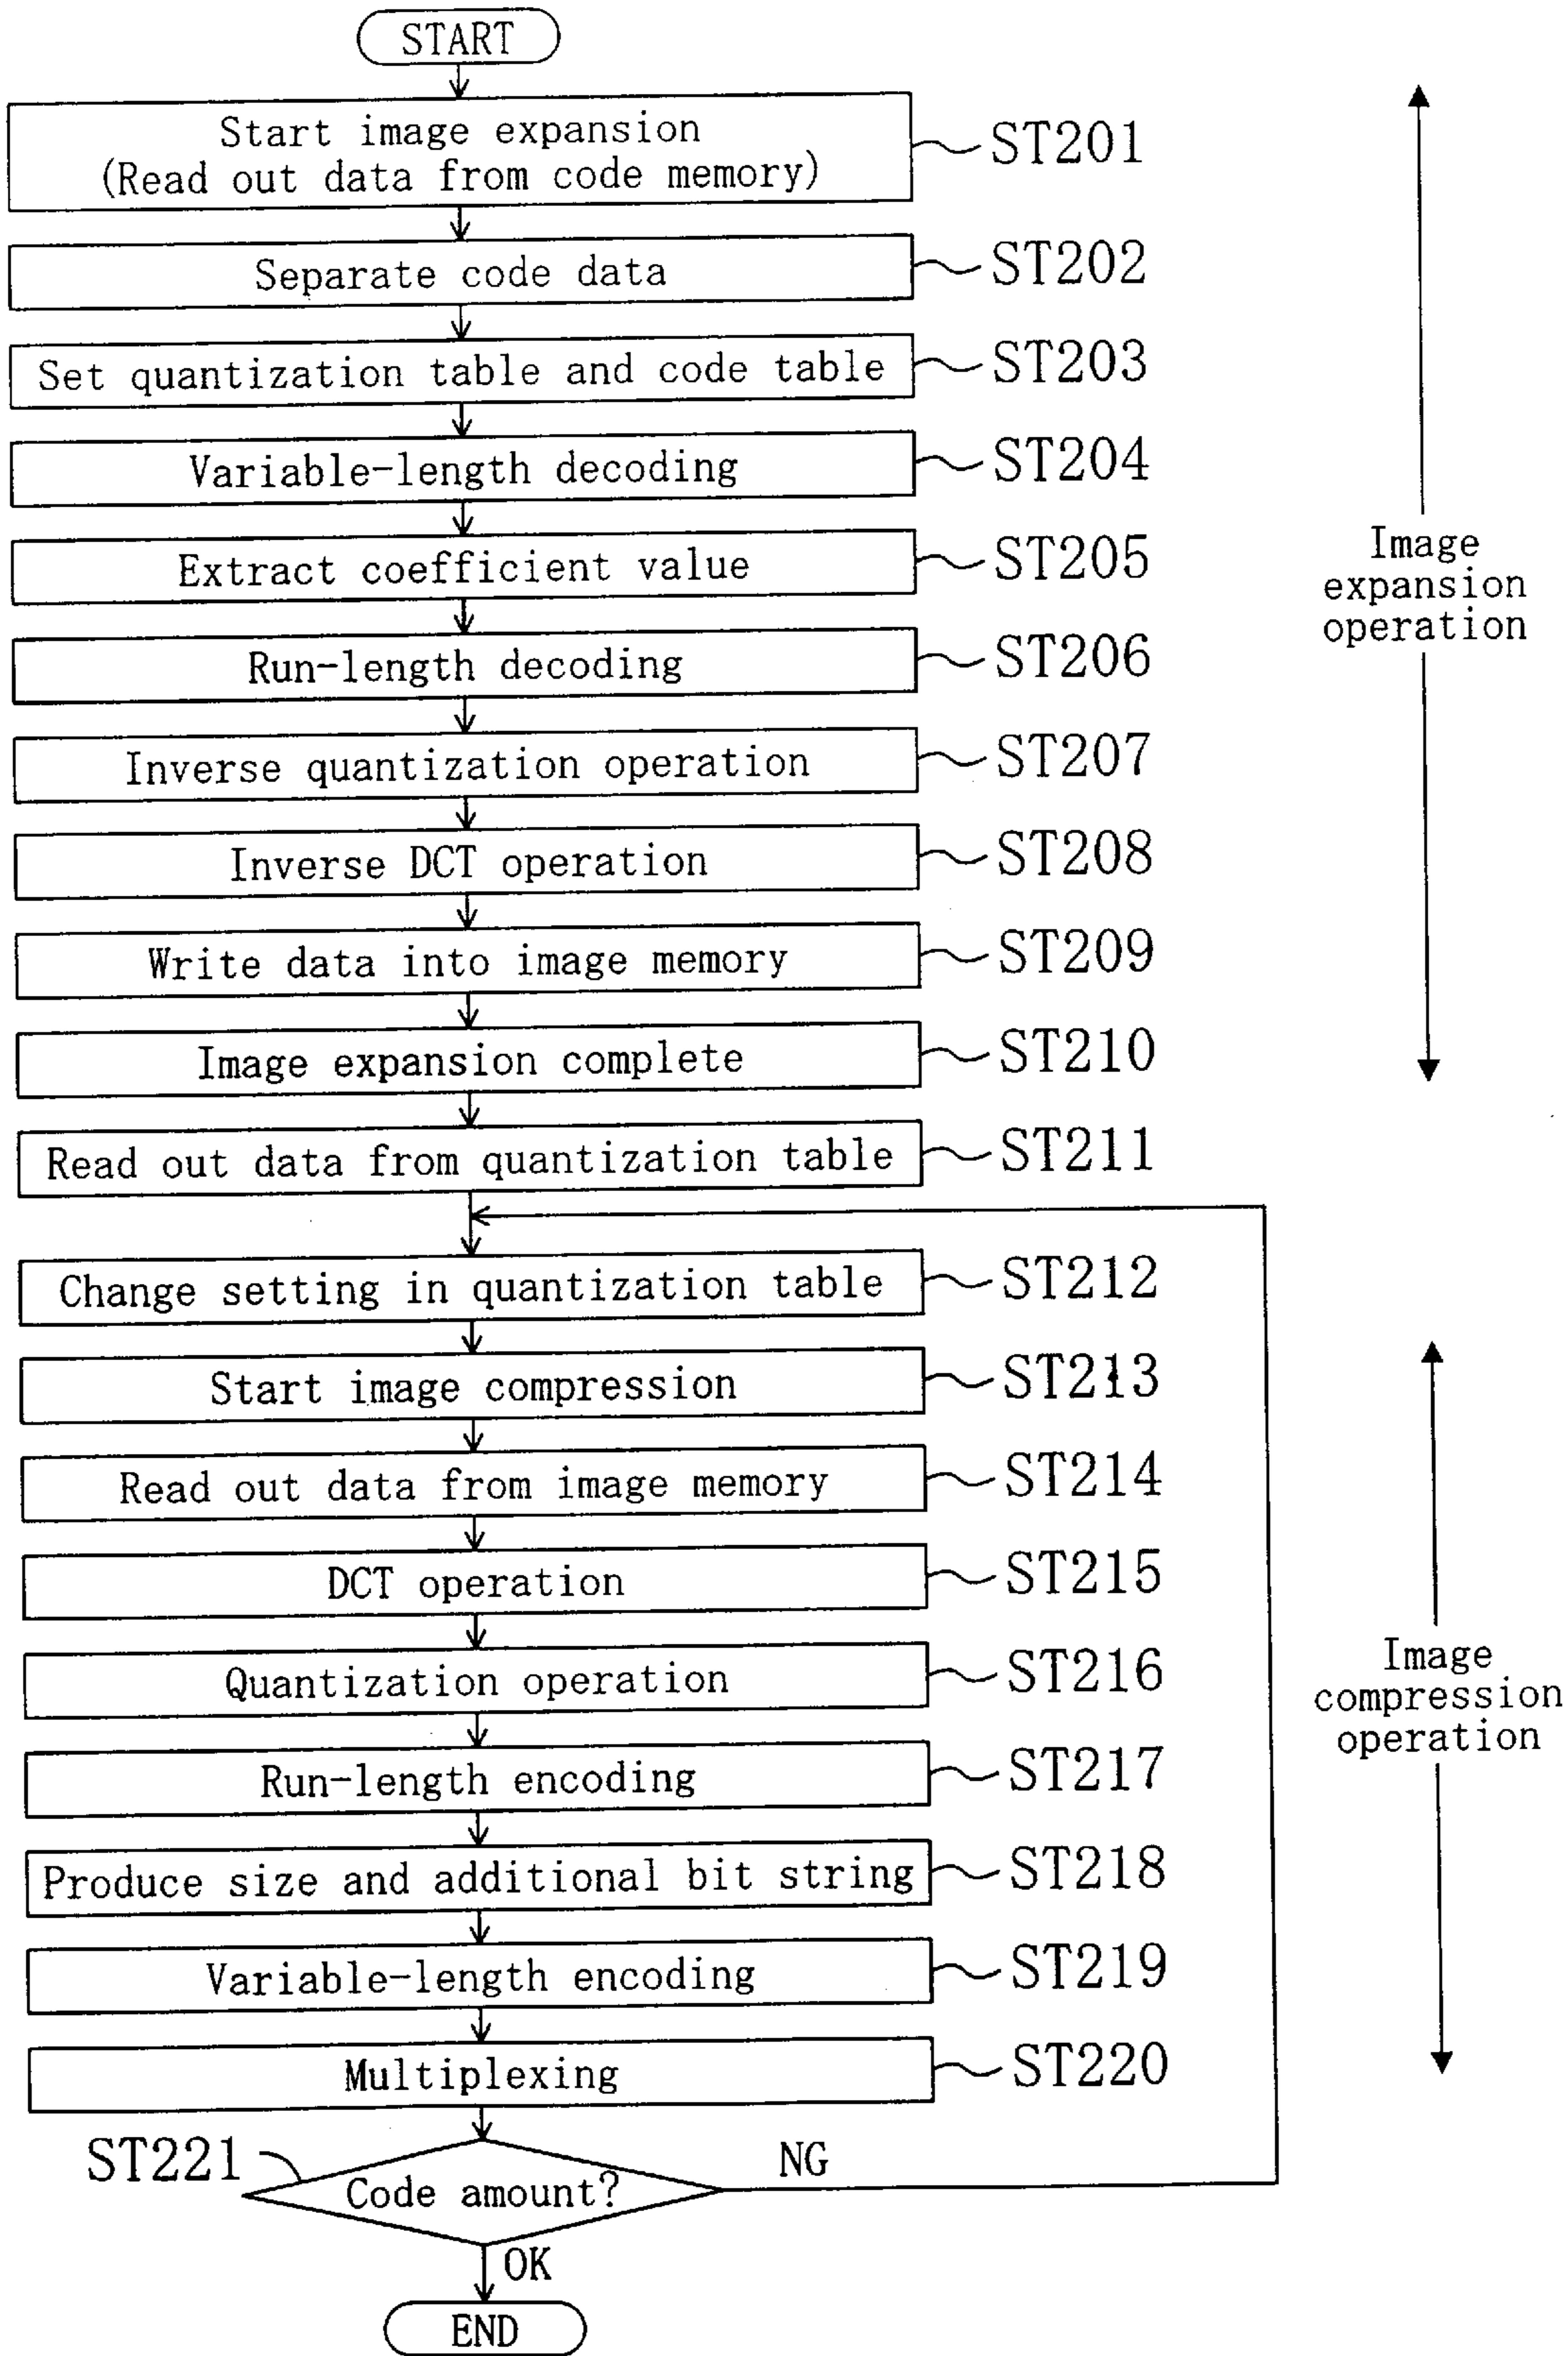 START
Start image expansion
(Read out data from code memory)
ST201
Separate code data
ST202
Set quantization table and code table
ST203
Variable-length decoding
ST204
Extract coefficient value
ST205
Run-length decoding
ST206
Inverse quantization operation
ST207
Inverse DCT operation
ST208
Write data into image memory
ST209
Image expansion complete
ST210
Image
expansion
operation
Read out data from quantization table
ST211
Change setting in quantization table
ST212
Start image compression
ST213
Read out data from image memory
ST214
DCT operation
ST215
Quantization operation
ST216
Run-length encoding
ST217
Produce size and additional bit string
ST218
Variable-length encoding
ST219
Multiplexing
ST220
Image
compression
operation
ST221
Code amount?
NG
OK
END